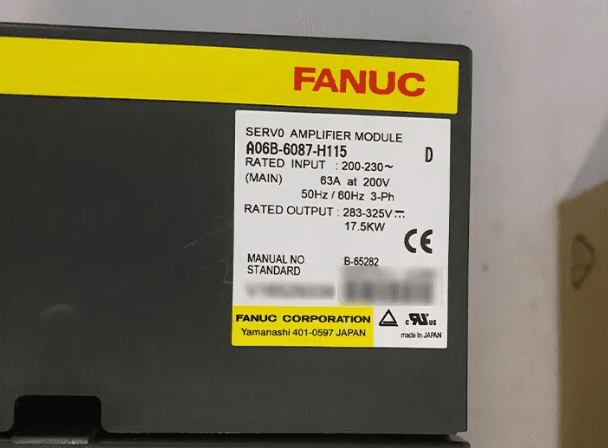 FANUC
SERVO AMPLIFIER MODULE
A06B-6087-H115 D
RATED INPUT : 200-230~
(MAIN) 63A at 200V
50Hz / 60Hz 3-Ph
RATED OUTPUT : 283-325V⎓
17.5KW
CE
MANUAL NO. B-65282
STANDARD
FANUC CORPORATION
Yamanashi 401-0597 JAPAN
c RU us
made in JAPAN